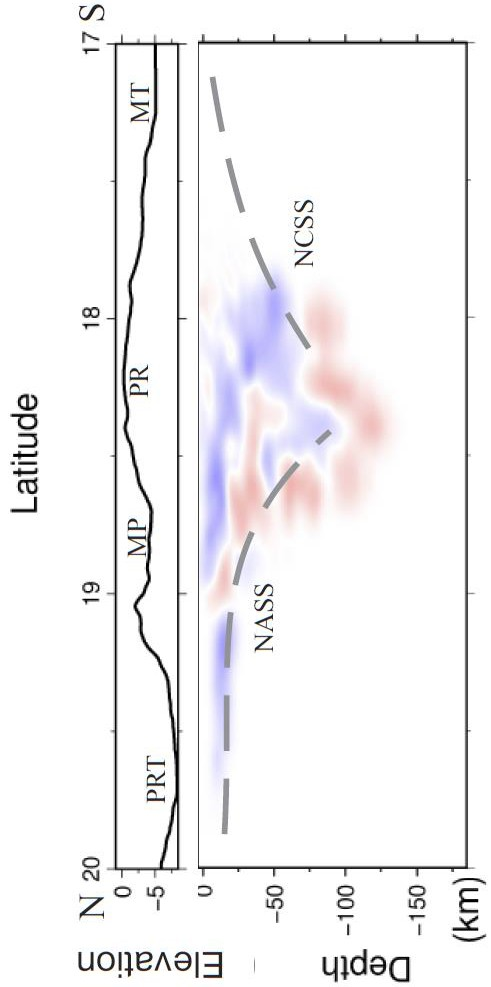 Latitude
N
20
19
18
17
S
Elevation
0
−5
PRT
MP
PR
MT
Depth
(km)
0
−50
−100
−150
NASS
NCSS